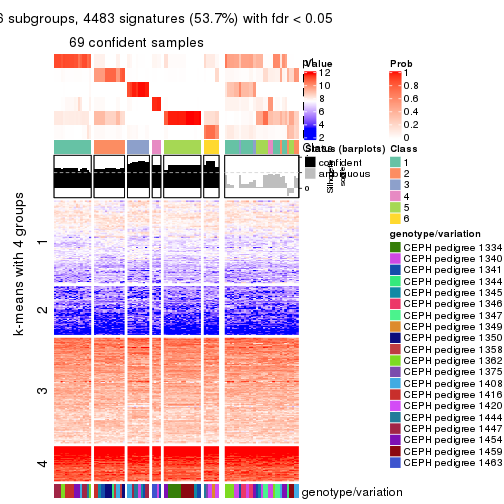 6 subgroups, 4483 signatures (53.7%) with fdr < 0.05
69 confident samples
k-means with 4 groups
1
2
3
4
12
10
8
6
4
2
Status (barplots)
confident
ambiguous
0
Prob
1
0.8
0.6
0.4
0.2
0
Class
1
2
3
4
5
6
genotype/variation
CEPH pedigree 1334
CEPH pedigree 1340
CEPH pedigree 1341
CEPH pedigree 1344
CEPH pedigree 1345
CEPH pedigree 1346
CEPH pedigree 1347
CEPH pedigree 1349
CEPH pedigree 1350
CEPH pedigree 1358
CEPH pedigree 1362
CEPH pedigree 1375
CEPH pedigree 1408
CEPH pedigree 1416
CEPH pedigree 1420
CEPH pedigree 1444
CEPH pedigree 1447
CEPH pedigree 1454
CEPH pedigree 1459
CEPH pedigree 1463
genotype/variation